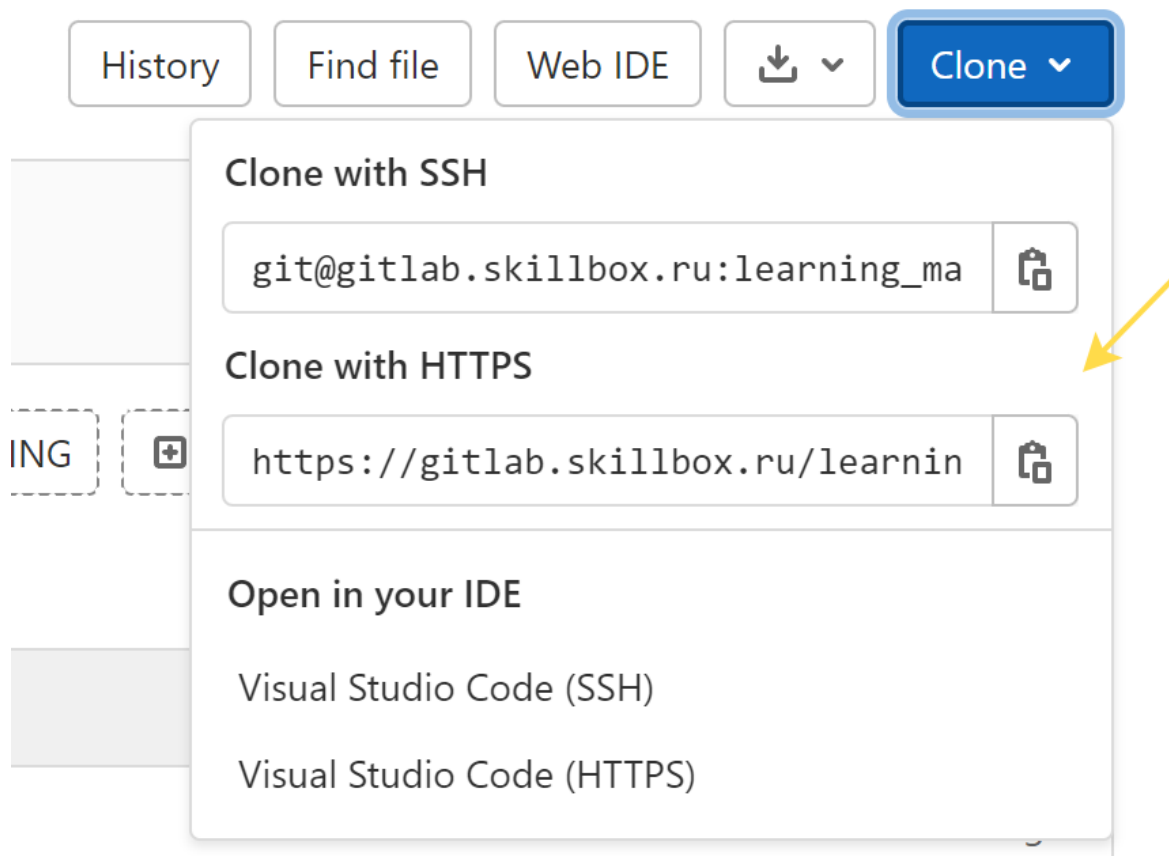 History Find file Web IDE Clone
Clone with SSH
git@gitlab.skillbox.ru:learning_ma
Clone with HTTPS
ING
https://gitlab.skillbox.ru/learnin
Open in your IDE
Visual Studio Code (SSH)
Visual Studio Code (HTTPS)